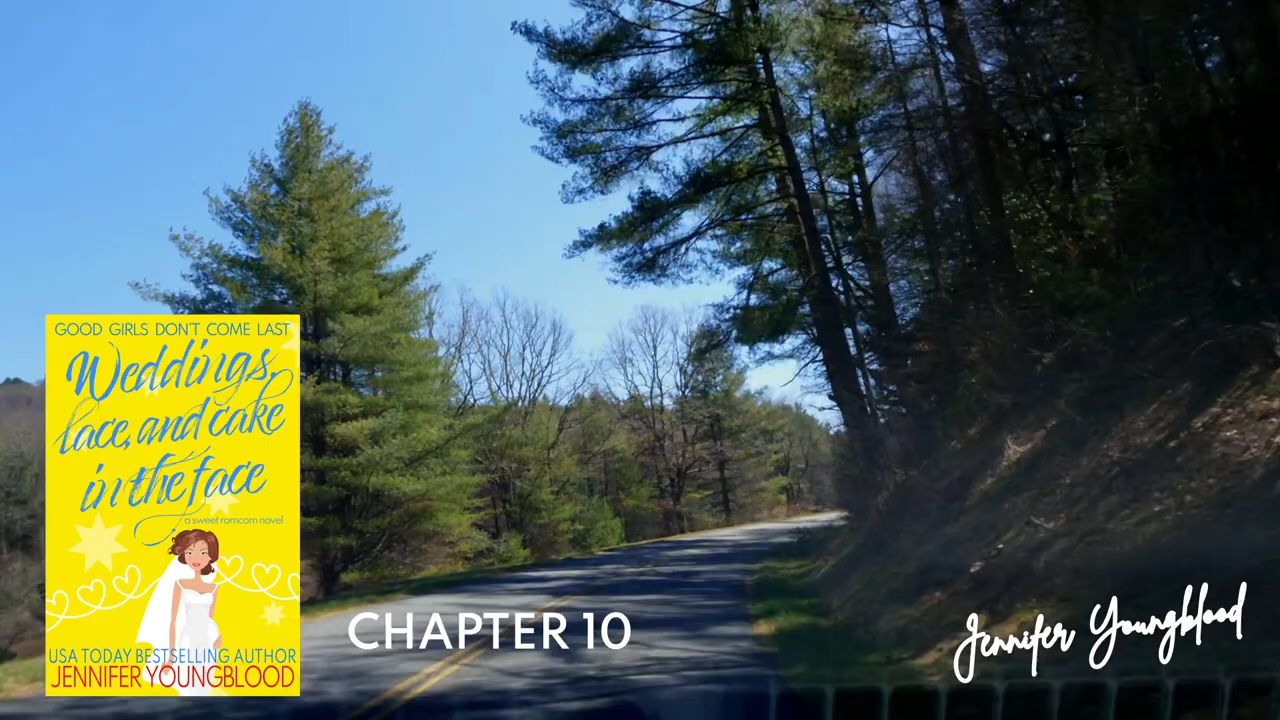 GOOD GIRLS DON'T COME LAST
Weddings,
lace, and cake
in the face
a sweet romcom novel
USA TODAY BESTSELLING AUTHOR
JENNIFER YOUNGBLOOD
CHAPTER 10
Jennifer Youngblood